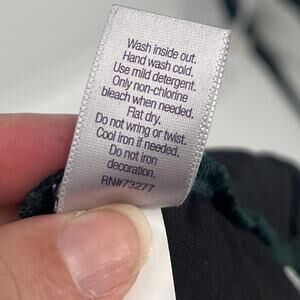 Wash inside out.
Hand wash cold.
Use mild detergent.
Only non-chlorine
bleach when needed.
Flat dry.
Do not wring or twist.
Cool iron if needed.
Do not iron
decoration.
RN#73277